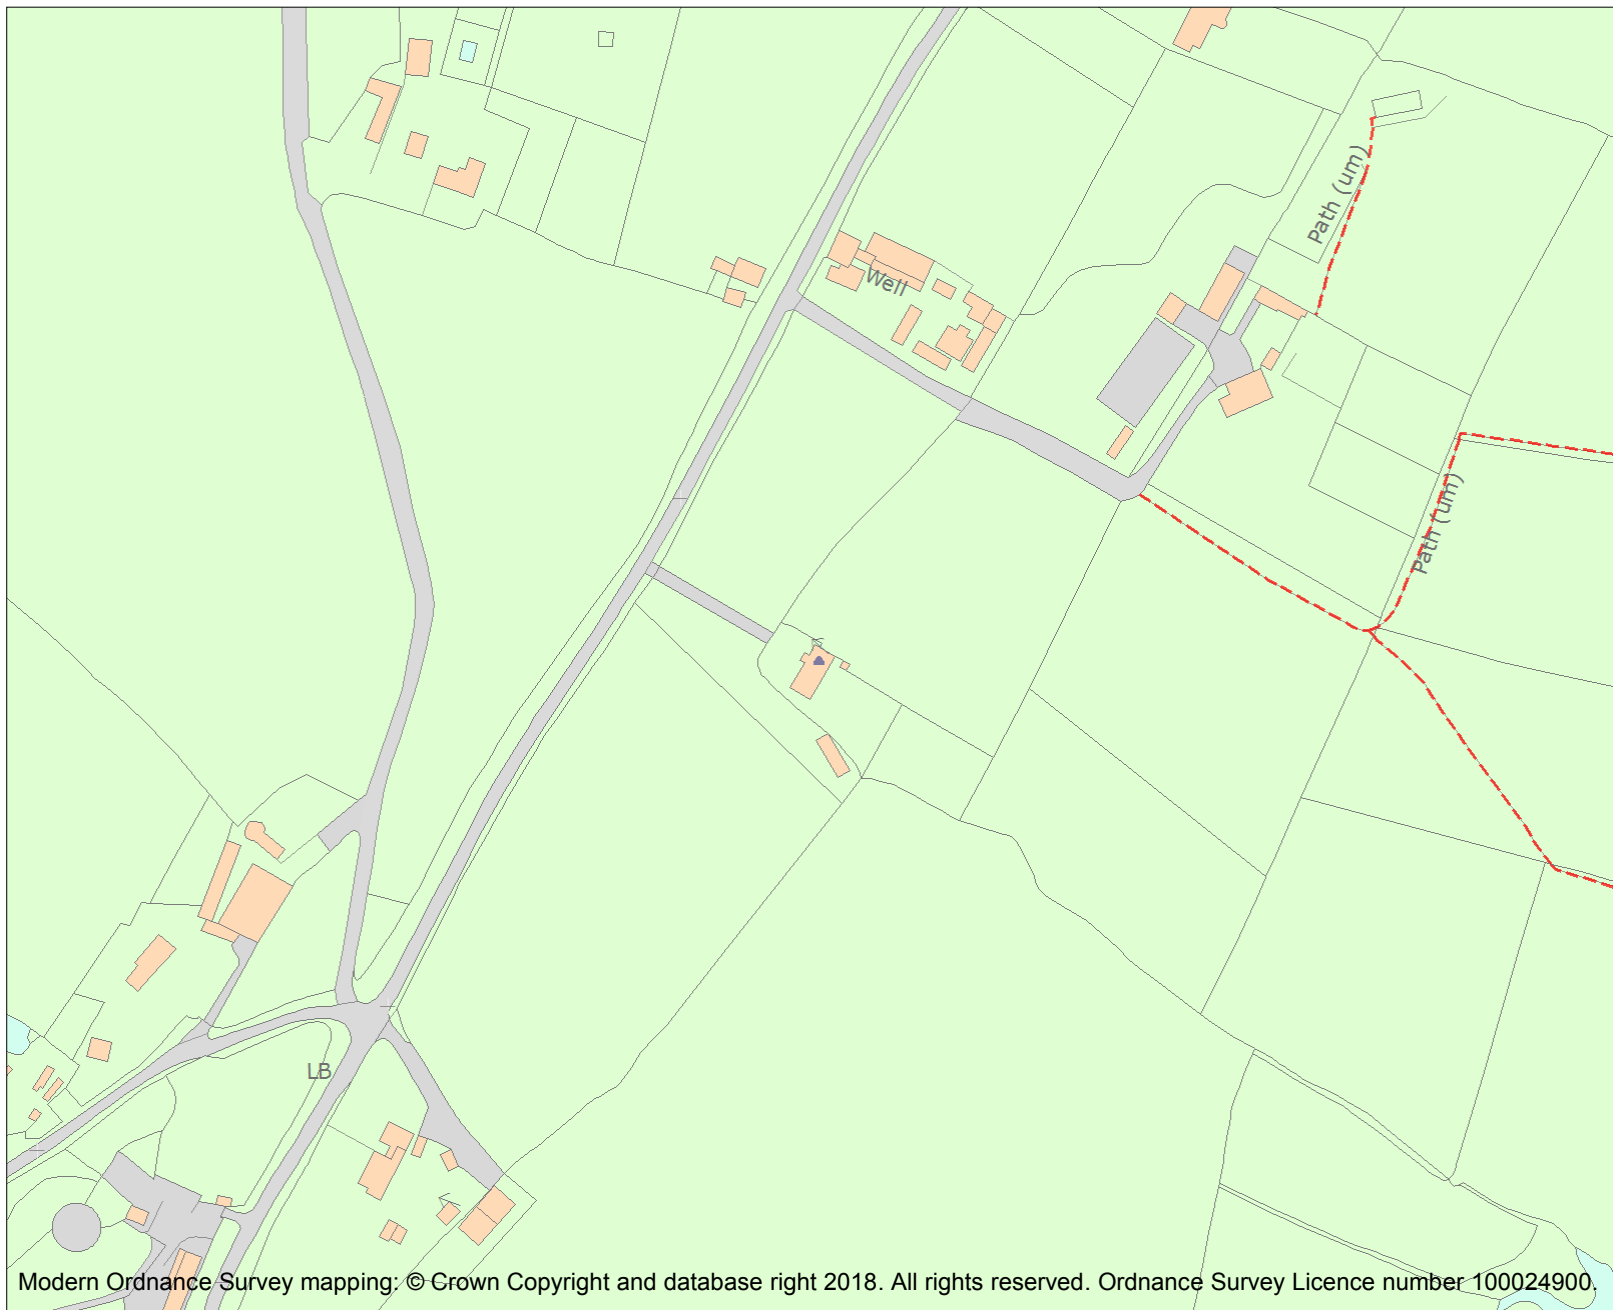 Path (um)
Well
Path (um)
LB
Modern Ordnance Survey mapping: © Crown Copyright and database right 2018. All rights reserved. Ordnance Survey Licence number 100024900.